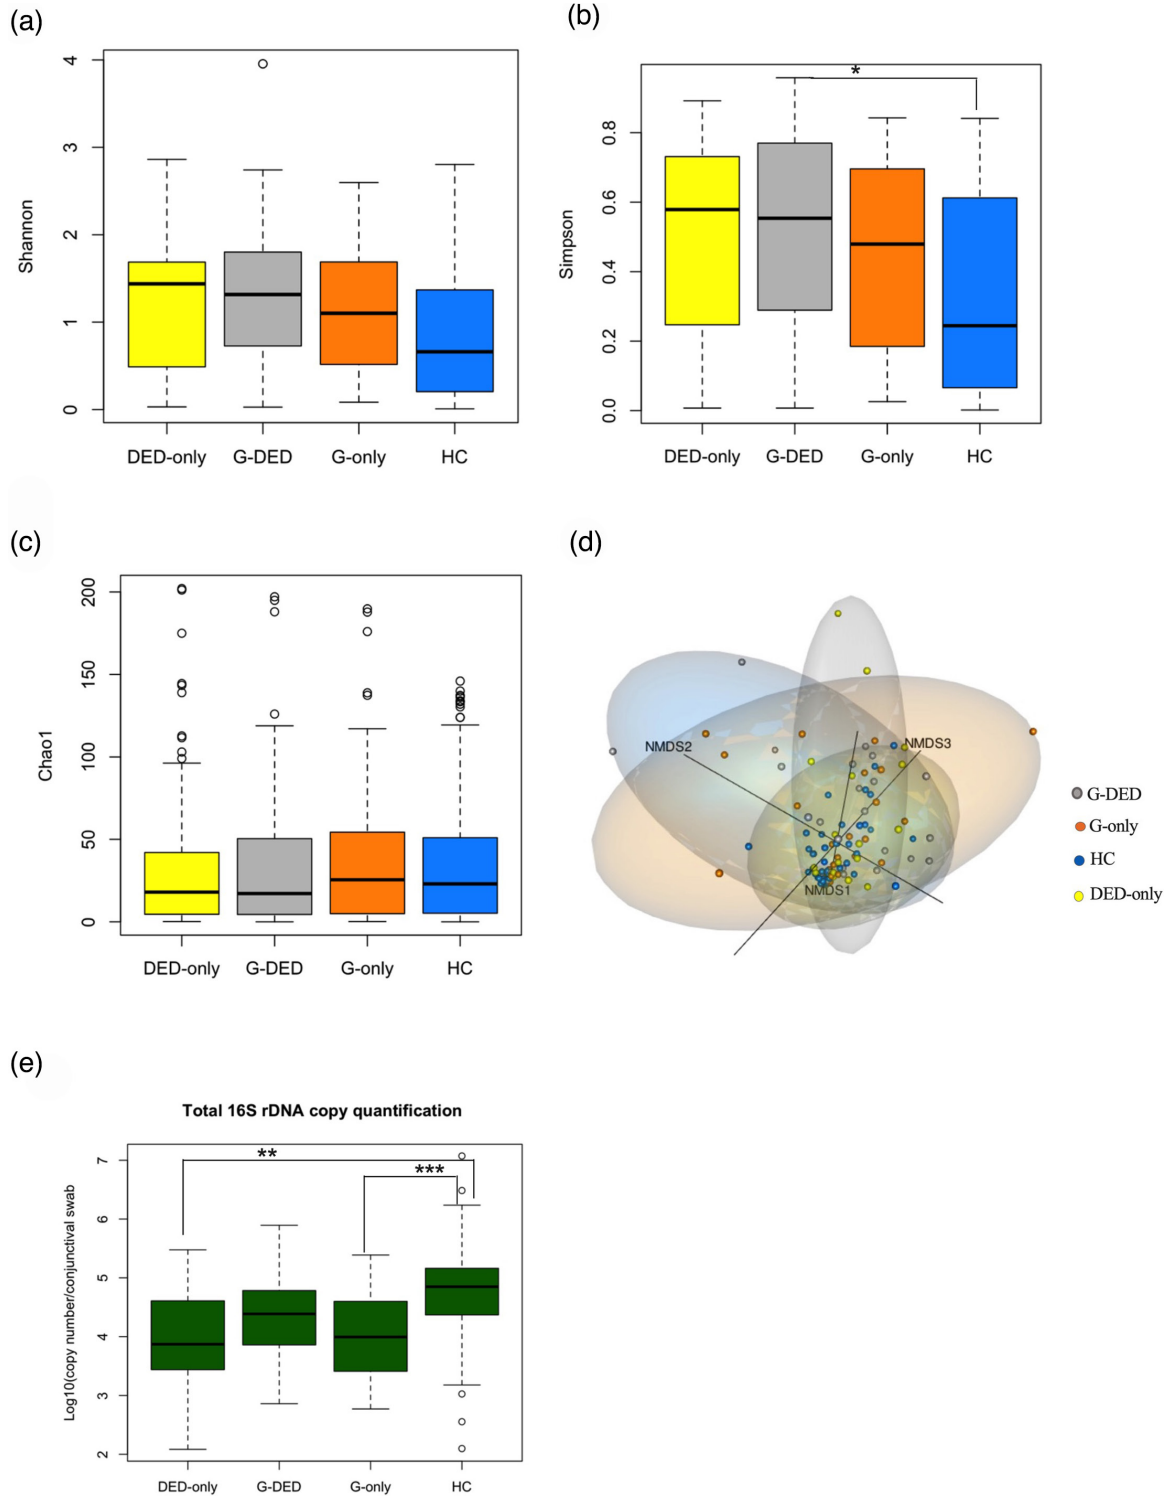 (a)
4
3
2
1
0
Shannon
DED-only G-DED G-only HC
(b)
*
0.8
0.6
0.4
0.2
0.0
Simpson
DED-only G-DED G-only HC
(c)
200
150
100
50
0
Chao1
DED-only G-DED G-only HC
(d)
NMDS2
NMDS3
NMDS1
G-DED
G-only
HC
DED-only
(e)
Total 16S rDNA copy quantification
**
***
7
6
5
4
3
2
Log10(copy number/conjunctival swab
DED-only G-DED G-only HC